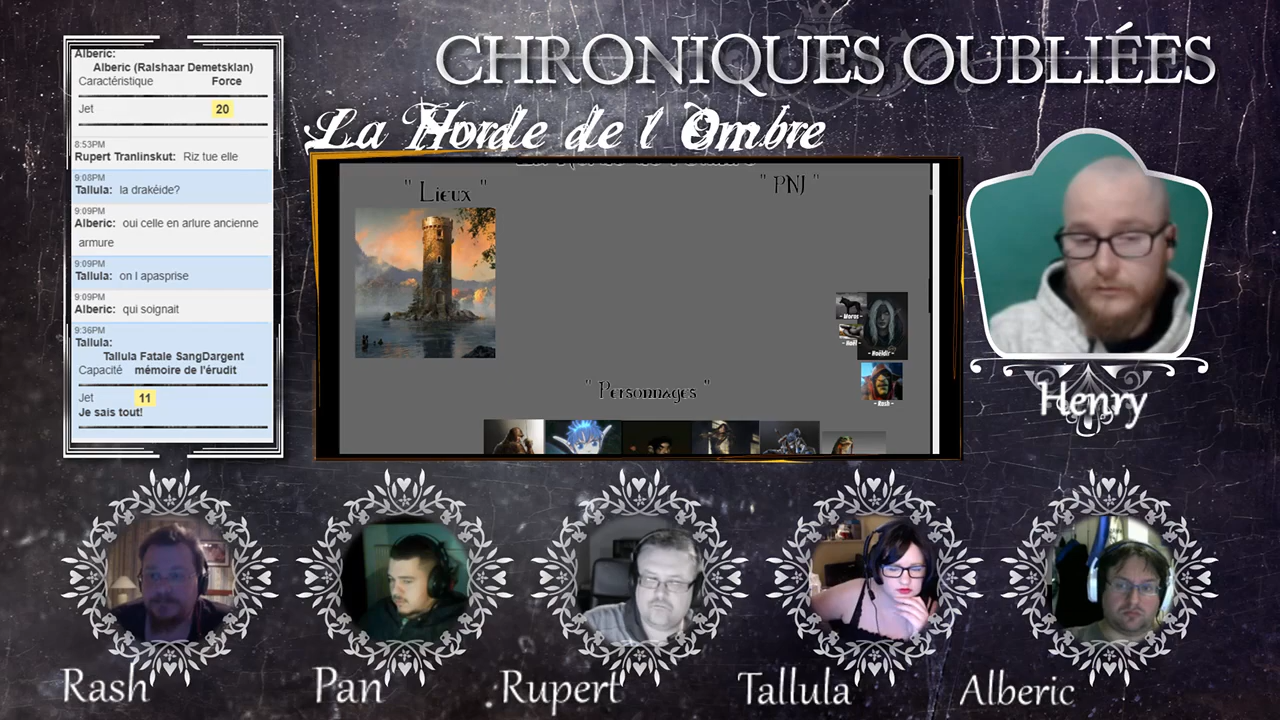 CHRONIQUES OUBLIÉES
La Horde de l'Ombre
Alberic:
Alberic (Ralshaar Demetsklan)
Caractéristique Force
Jet 20
8:53PM
Rupert Tranlinskut: Riz tue elle
9:08PM
Tallula: la drakéide?
9:09PM
Alberic: oui celle en arlure ancienne
armure
9:09PM
Tallula: on l apasprise
9:09PM
Alberic: qui soignait
9:36PM
Tallula:
Tallula Fatale SangDargent
Capacité mémoire de l'érudit
Jet 11
Je sais tout!
" Lieux "
" PNJ "
~ Noëldir ~
~ Rash ~
" Personnages "
Henry
Rash
Pan
Rupert
Tallula
Alberic